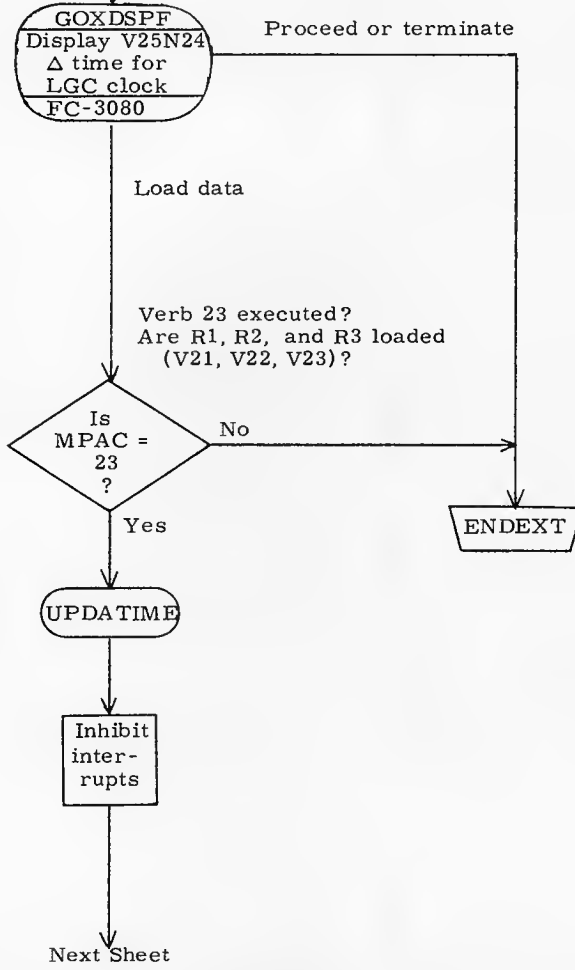 GOXDSPF
Display V25N24
Δ time for
LGC clock
FC-3080
Proceed or terminate
Load data
Verb 23 executed?
Are R1, R2, and R3 loaded
(V21, V22, V23)?
Is
MPAC =
23
?
No
Yes
ENDEXT
UPDATIME
Inhibit
inter-
rupts
Next Sheet